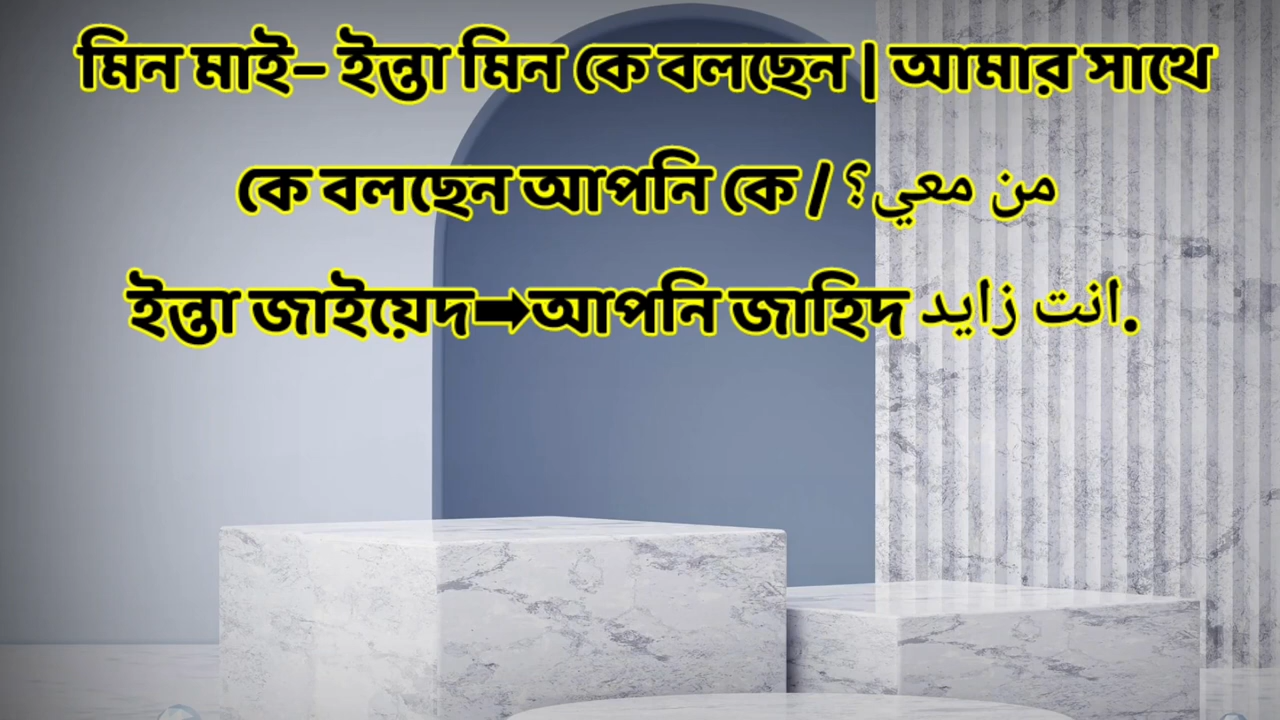 মিন মাই– ইন্তা মিন কে বলছেন | আমার সাথে
কে বলছেন আপনি কে / من معي؟
ইন্তা জাইয়েদ➡আপনি জাহিদ انت زايد.